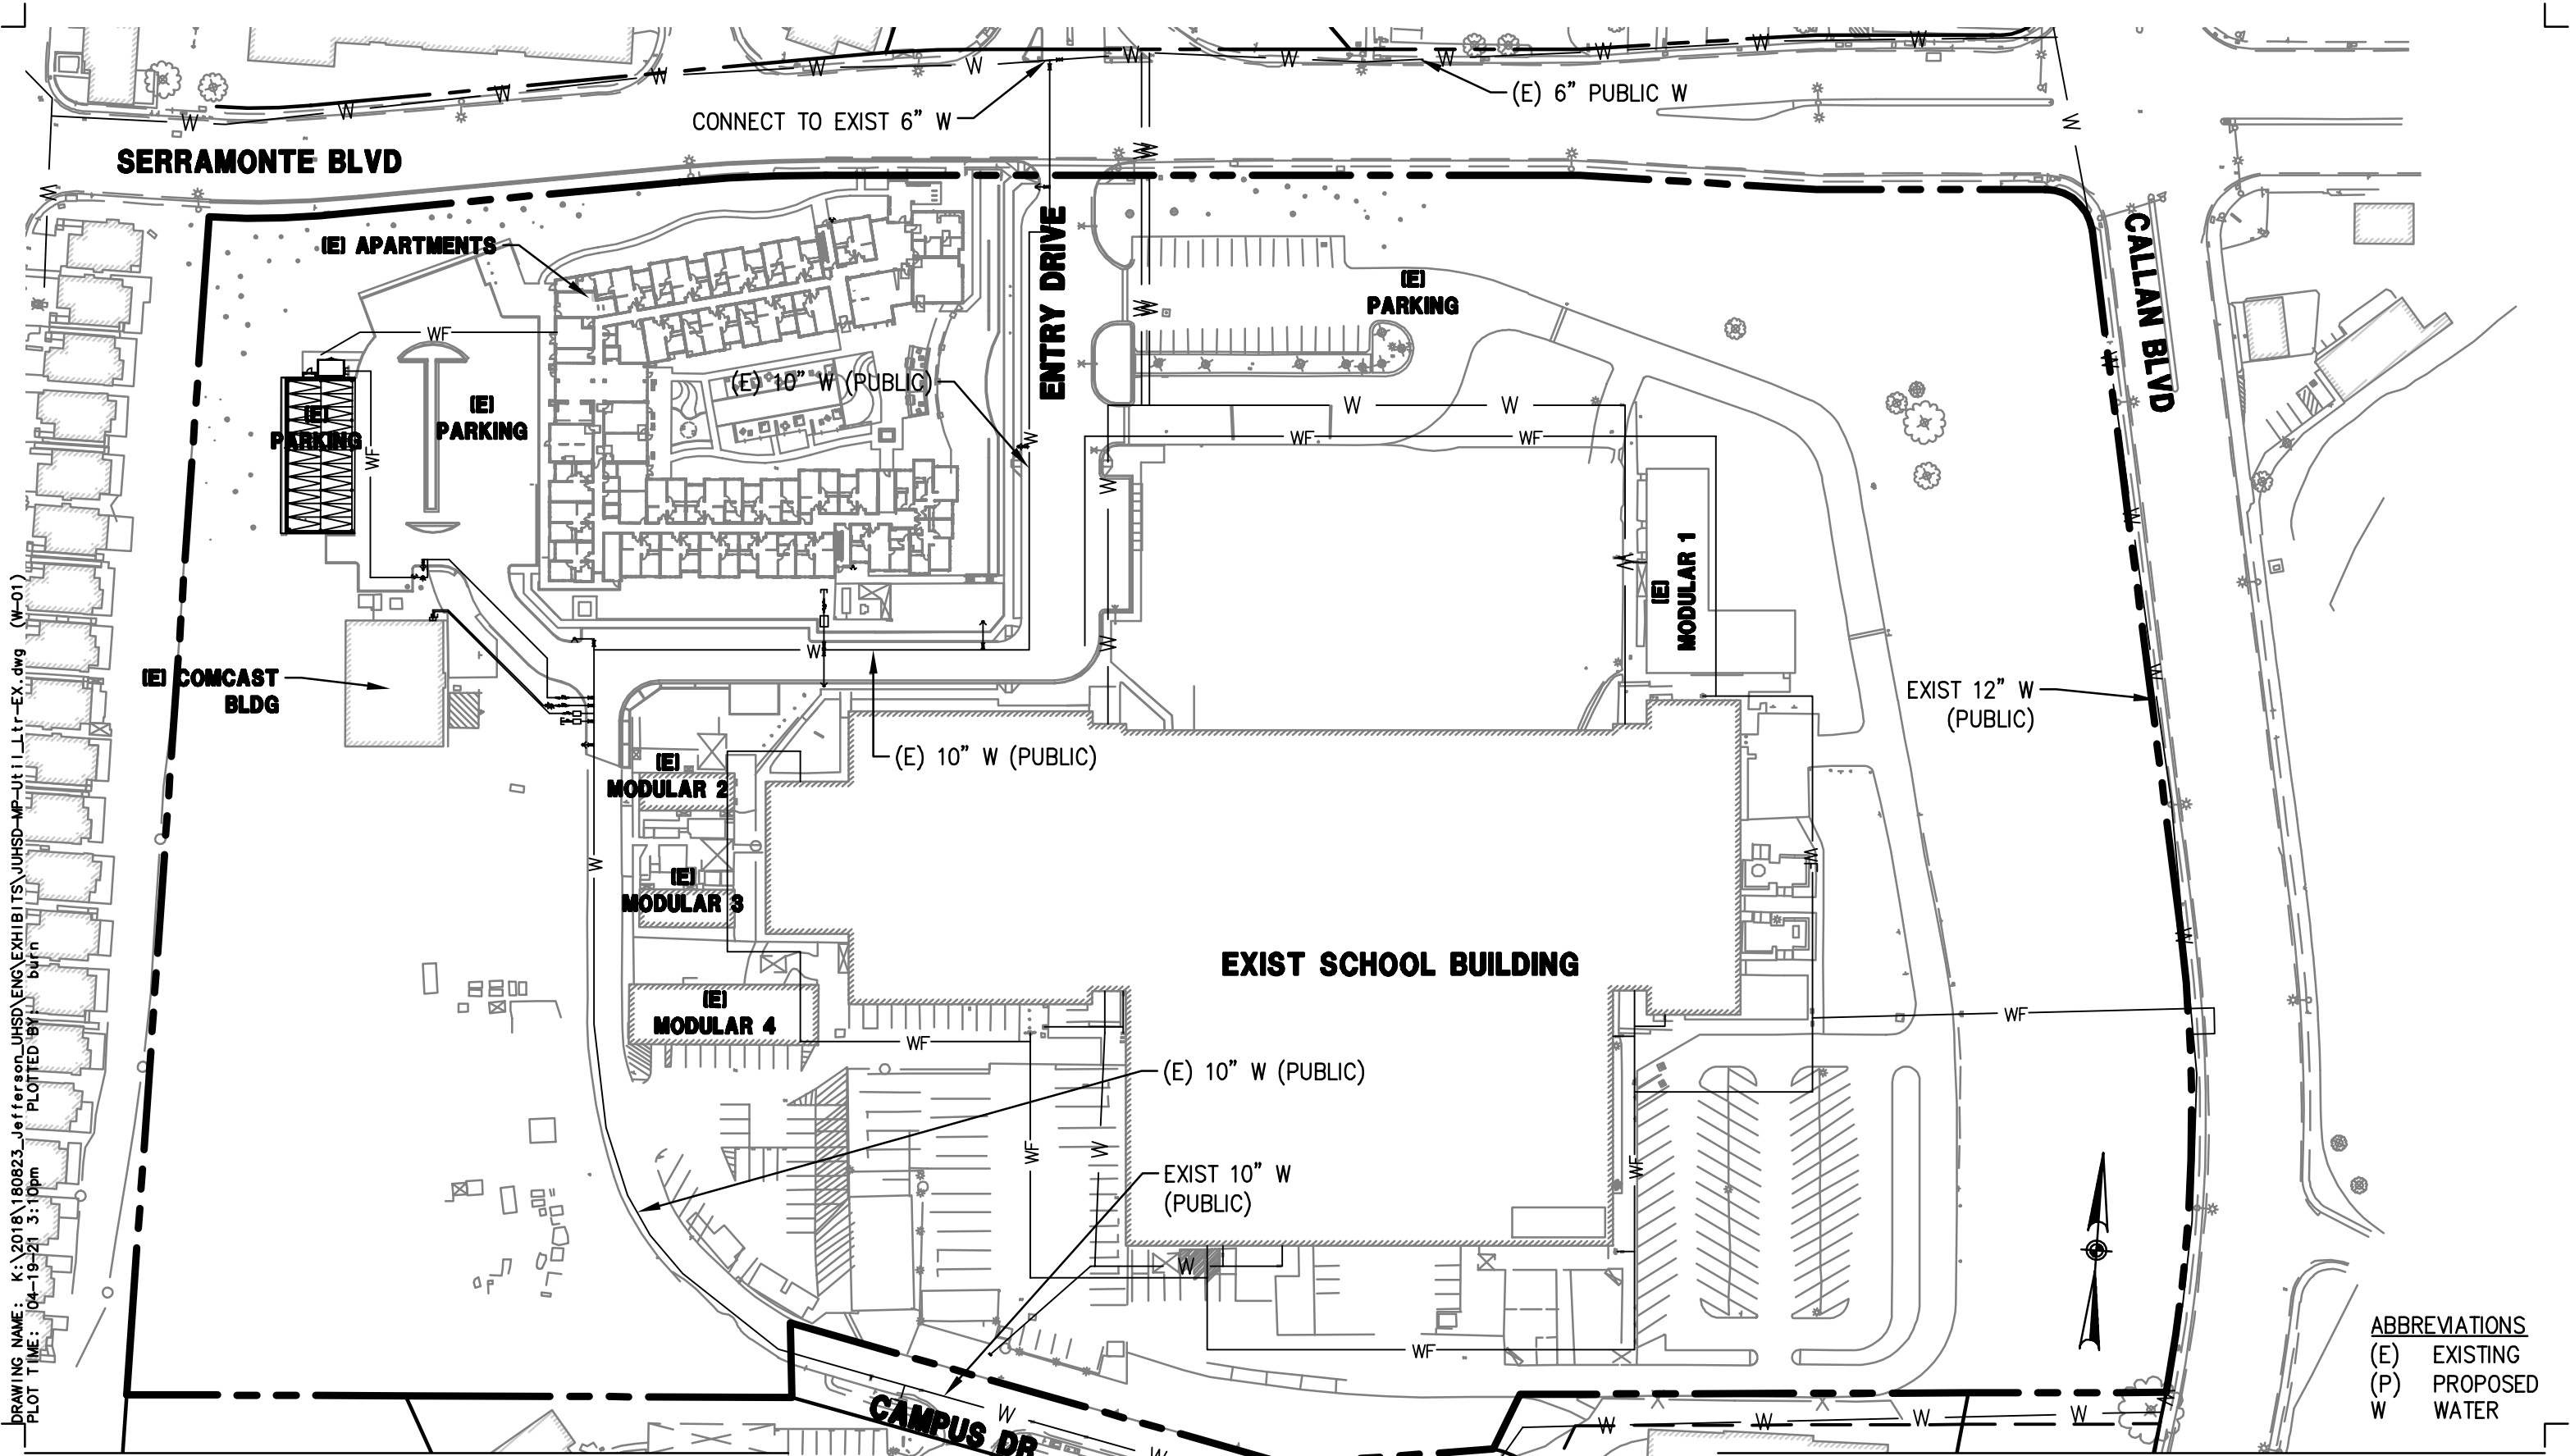 (E) 6" PUBLIC W
CONNECT TO EXIST 6" W
SERRAMONTE BLVD
(E) APARTMENTS
ENTRY DRIVE
(E)
PARKING
CALLAN BLVD
WF
(E) 10" W (PUBLIC)
(E)
PARKING
(E)
PARKING
WF
W
W
W
WF
WF
(E)
MODULAR 1
(E) COMCAST
BLDG
EXIST 12" W
(PUBLIC)
(E) 10" W (PUBLIC)
(E)
MODULAR 2
(E)
MODULAR 3
EXIST SCHOOL BUILDING
(E)
MODULAR 4
WF
WF
(E) 10" W (PUBLIC)
WF
W
WF
EXIST 10" W
(PUBLIC)
W
WF
CAMPUS DR
W
W
W
W
W
ABBREVIATIONS
(E) EXISTING
(P) PROPOSED
W WATER
DRAWING NAME: K:\2018\180823_Jefferson_UHSD\ENG\EXHIBITS\JUHSD-MP-Util_Ltr-EX.dwg (W-01)
PLOT TIME: 04-19-21 3:10pm PLOTTED BY: burn